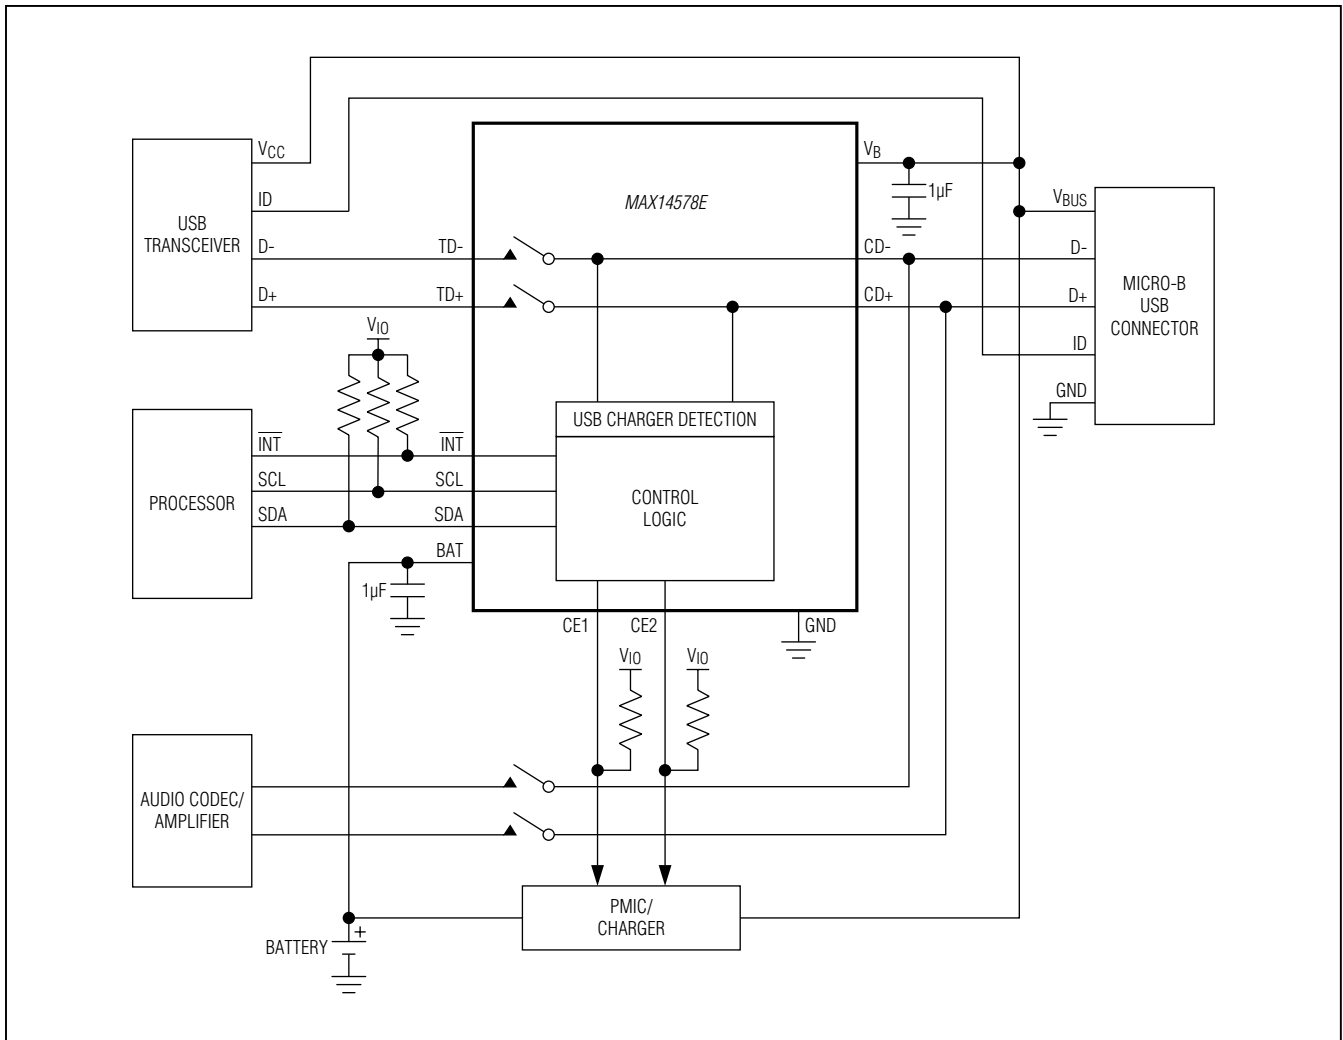 VCC
VB
1µF
ID
MAX14578E
VBUS
USB
TRANSCEIVER
D-
TD-
CD-
D-
D+
TD+
CD+
D+
MICRO-B
USB
CONNECTOR
VIO
ID
GND
USB CHARGER DETECTION
INT
INT
PROCESSOR
SCL
SCL
CONTROL
LOGIC
SDA
SDA
BAT
1µF
CE1
CE2
GND
VIO
VIO
AUDIO CODEC/
AMPLIFIER
PMIC/
CHARGER
+
BATTERY